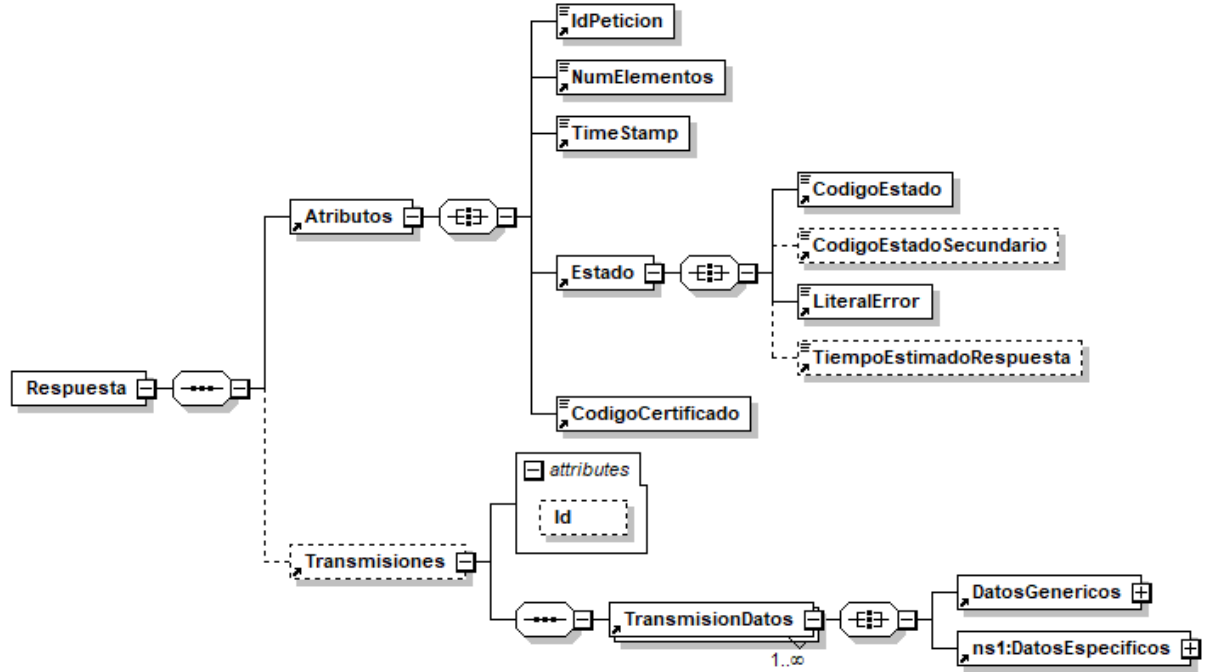 IdPeticion
NumElementos
TimeStamp
CodigoEstado
Atributos
CodigoEstadoSecundario
Estado
LiteralError
TiempoEstimadoRespuesta
Respuesta
CodigoCertificado
attributes
Id
Transmisiones
DatosGenericos
TransmisionDatos
ns1:DatosEspecificos
1..∞